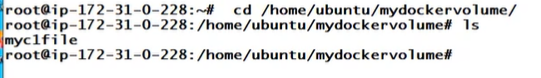 root@ip-172-31-0-228:~# cd /home/ubuntu/mydockervolume/
root@ip-172-31-0-228:/home/ubuntu/mydockervolume# ls
myc1file
root@ip-172-31-0-228:/home/ubuntu/mydockervolume#